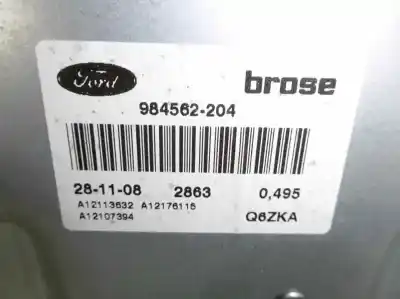 Ford brose
984562-204
28-11-08 2863 0,495
A12113632 A12176116
A12107394 Q6ZKA